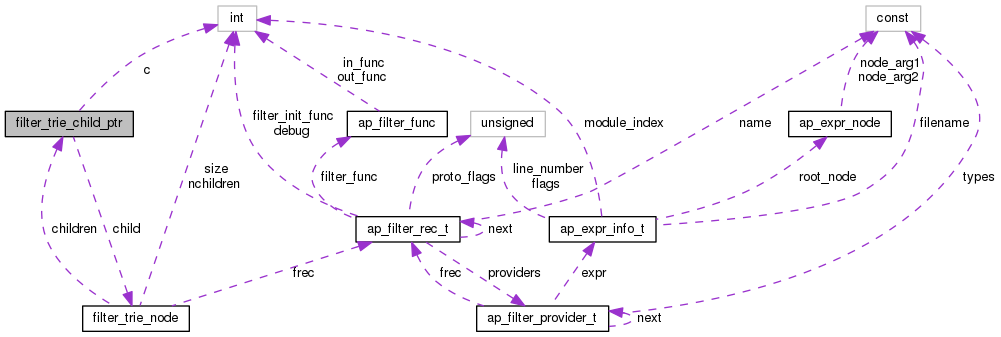 int
const
c
in_func
out_func
node_arg1
node_arg2
filter_trie_child_ptr
filter_init_func
debug
ap_filter_func
unsigned
module_index
name
ap_expr_node
filename
size
nchildren
filter_func
proto_flags
line_number
flags
root_node
types
children
child
ap_filter_rec_t
next
ap_expr_info_t
frec
frec
providers
expr
filter_trie_node
ap_filter_provider_t
next